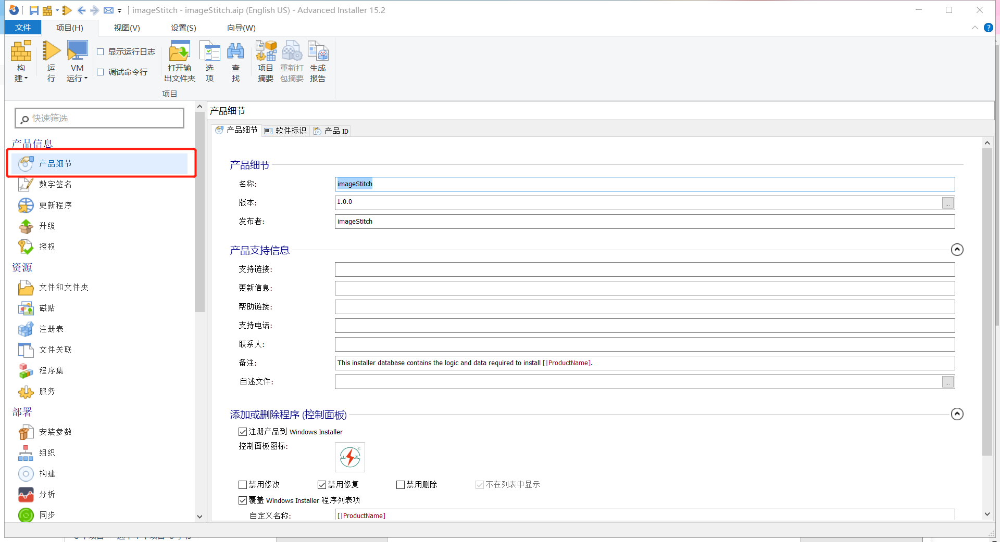 imageStitch - imageStitch.aip (English US) - Advanced Installer 15.2
文件
项目(H)
视图(V)
设置(S)
向导(W)
构建
运行
VM 运行
显示运行日志
调试命令行
打开输出文件夹
选项
查找
项目摘要
重新打包摘要
生成报告
项目
快速筛选
产品信息
产品细节
数字签名
更新程序
升级
授权
资源
文件和文件夹
磁贴
注册表
文件关联
程序集
服务
部署
安装参数
组织
构建
分析
同步
产品细节
产品细节
软件标识
产品 ID
产品细节
名称: imageStitch
版本: 1.0.0
...
发布者: imageStitch
产品支持信息
支持链接:
更新信息:
帮助链接:
支持电话:
联系人:
备注: This installer database contains the logic and data required to install [|ProductName].
自述文件:
...
添加或删除程序 (控制面板)
注册产品到 Windows Installer
控制面板图标:
禁用修改
禁用修复
禁用删除
不在列表中显示
覆盖 Windows Installer 程序列表项
自定义名称: [|ProductName]